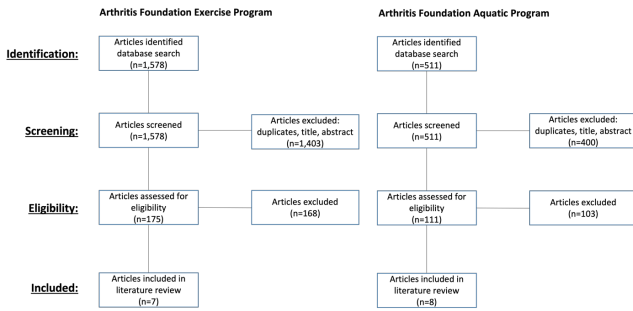 Arthritis Foundation Exercise Program
Arthritis Foundation Aquatic Program
Identification:
Articles identified
database search
(n=1,578)
Articles identified
database search
(n=511)
Screening:
Articles screened
(n=1,578)
Articles excluded:
duplicates, title, abstract
(n=1,403)
Articles screened
(n=511)
Articles excluded:
duplicates, title, abstract
(n=400)
Eligibility:
Articles assessed for
eligibility
(n=175)
Articles excluded
(n=168)
Articles assessed for
eligibility
(n=111)
Articles excluded
(n=103)
Included:
Articles included in
literature review
(n=7)
Articles included in
literature review
(n=8)